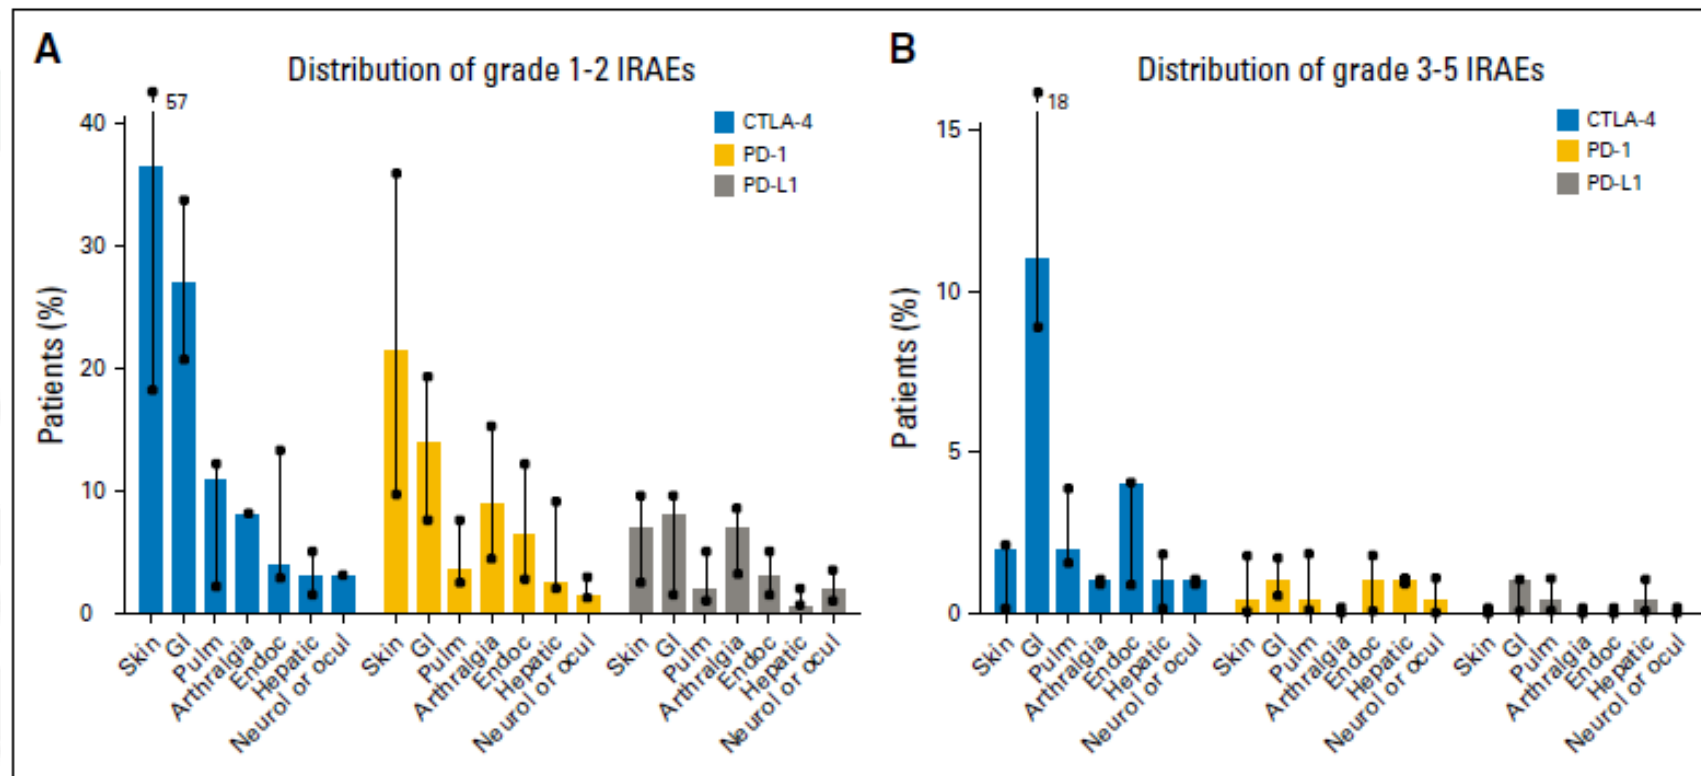 A
Distribution of grade 1-2 IRAEs
57
CTLA-4
PD-1
PD-L1
Patients (%)
40
30
20
10
0
Skin
GI
Pulm
Arthralgia
Endoc
Hepatic
Neurol or ocul
Skin
GI
Pulm
Arthralgia
Endoc
Hepatic
Neurol or ocul
Skin
GI
Pulm
Arthralgia
Endoc
Hepatic
Neurol or ocul
B
Distribution of grade 3-5 IRAEs
18
CTLA-4
PD-1
PD-L1
Patients (%)
15
10
5
0
Skin
GI
Pulm
Arthralgia
Endoc
Hepatic
Neurol or ocul
Skin
GI
Pulm
Arthralgia
Endoc
Hepatic
Neurol or ocul
Skin
GI
Pulm
Arthralgia
Endoc
Hepatic
Neurol or ocul